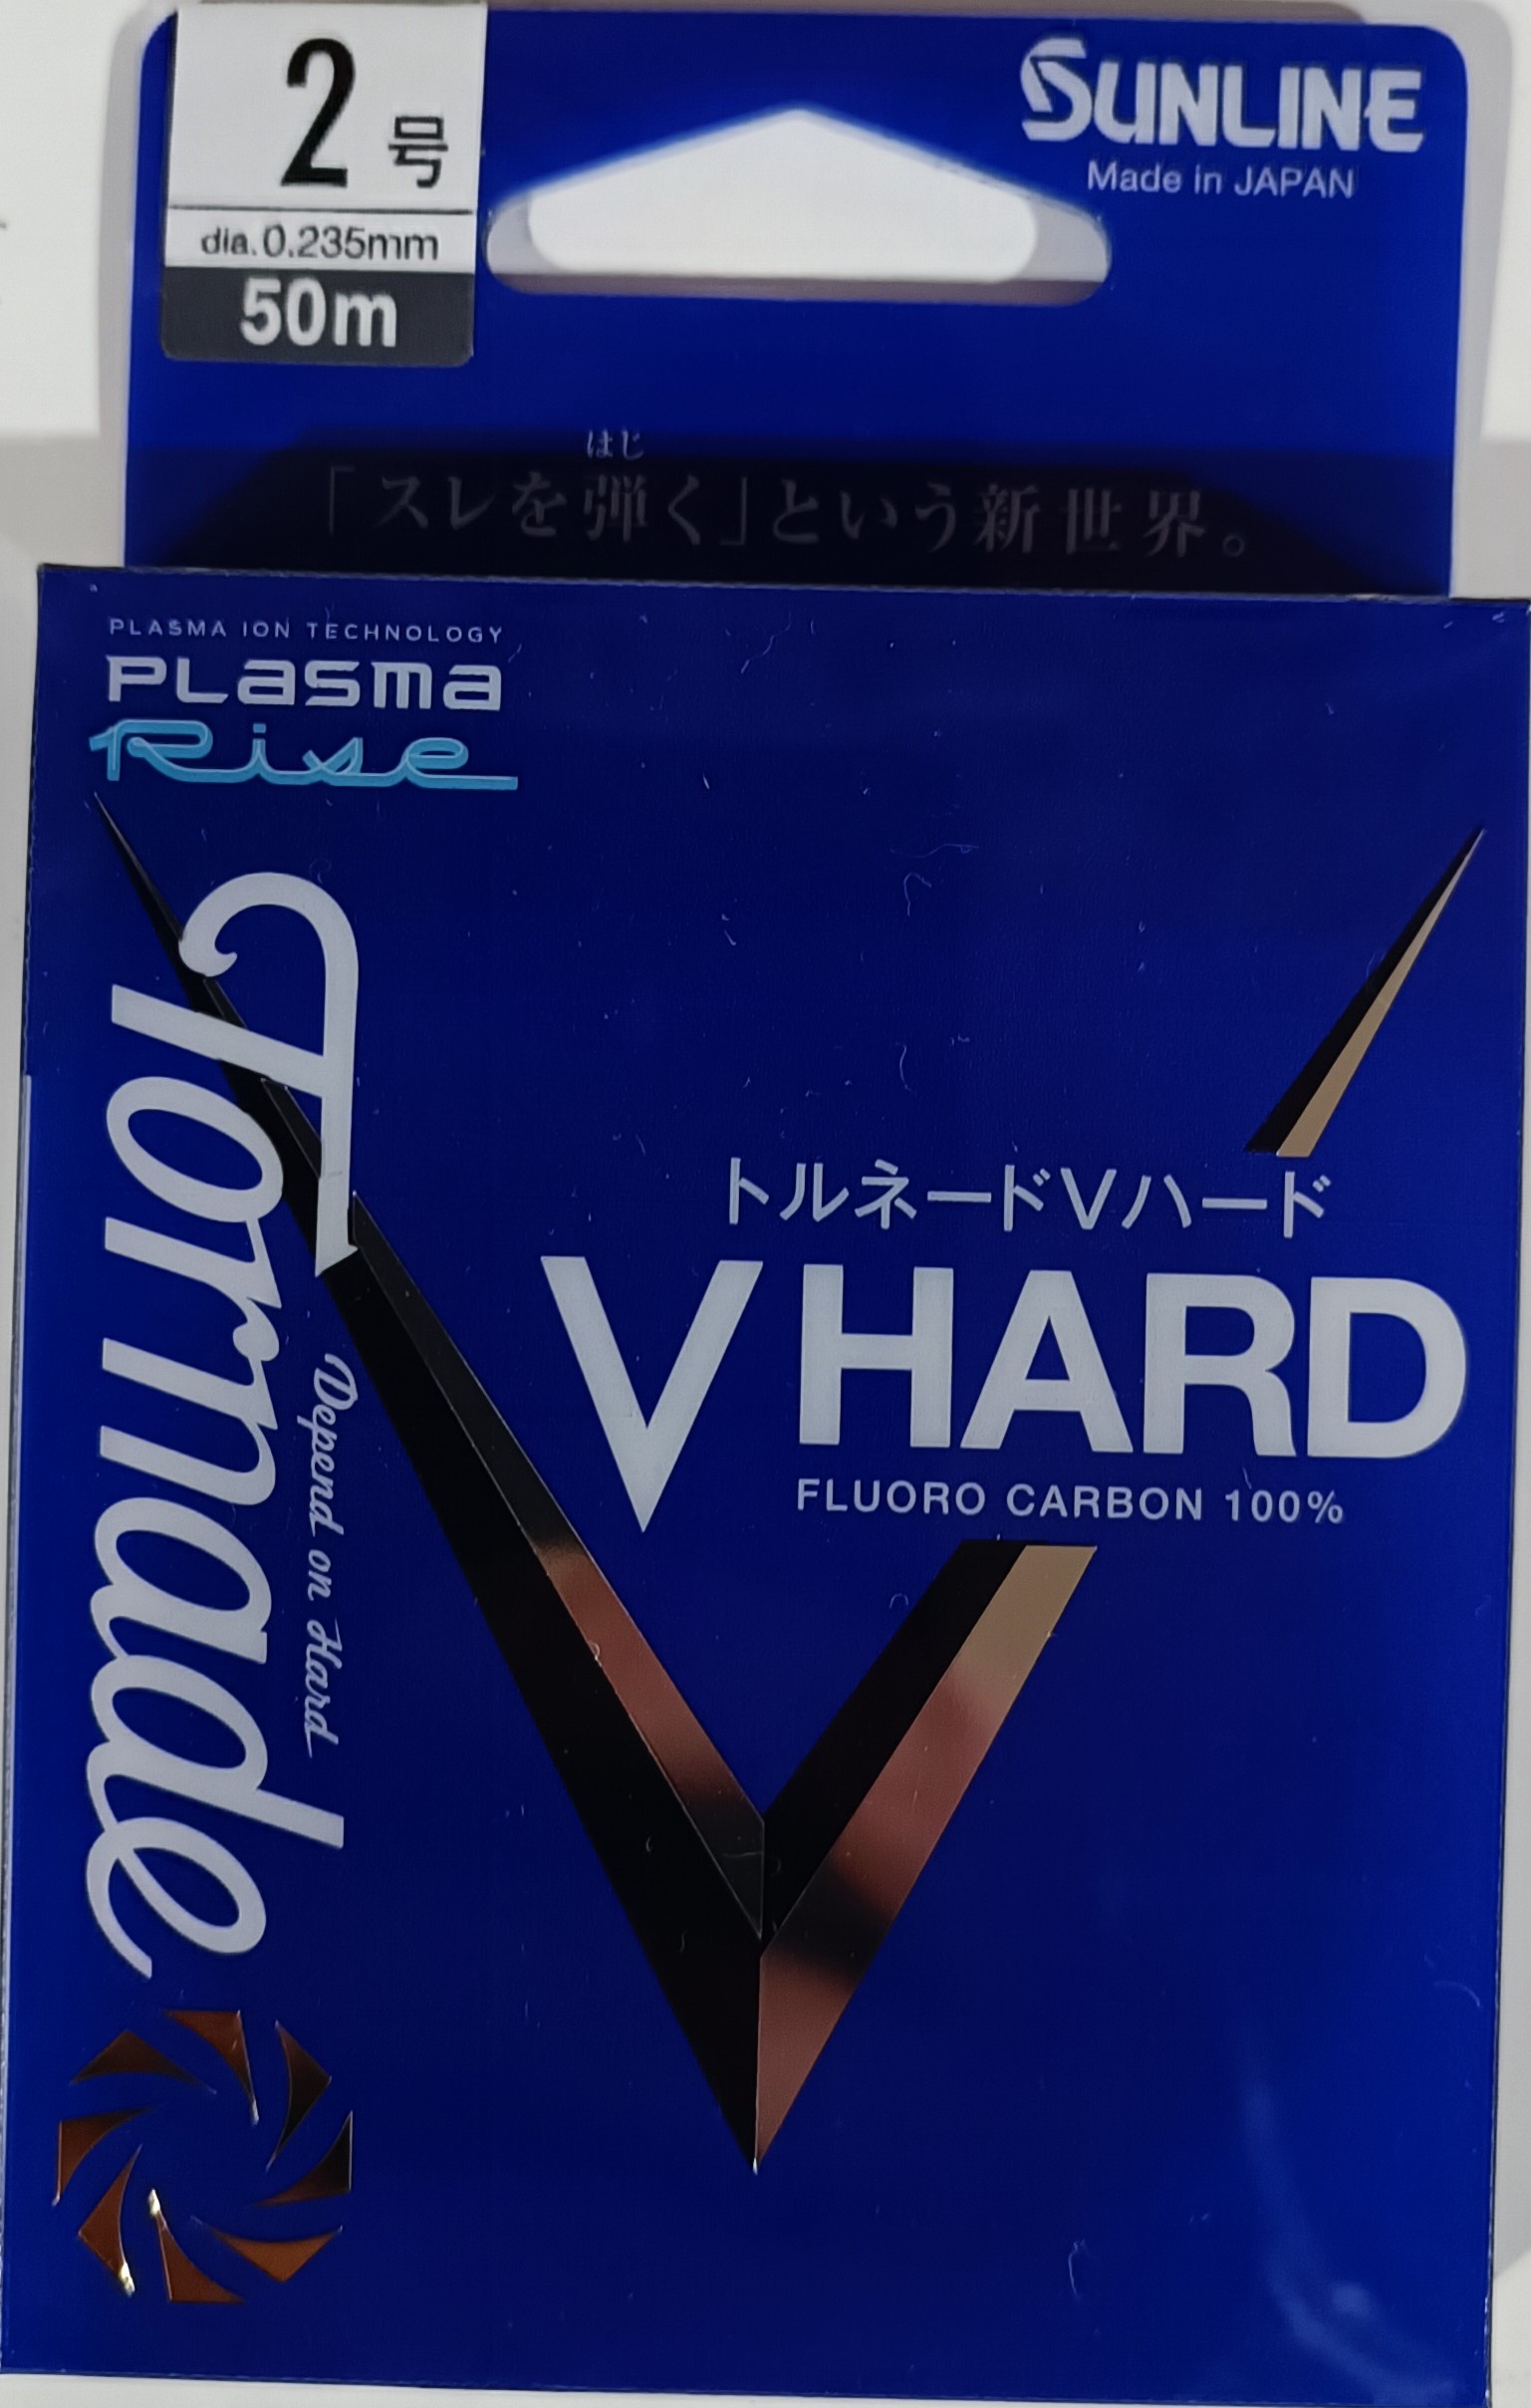 2号
dia.0.235mm
50m
SUNLINE
Made in JAPAN
はじ
「スレを弾く」という新世界。
PLASMA ION TECHNOLOGY
PLasma
Rise
Tornade
Depend on Hard
トルネードVハード
V HARD
FLUORO CARBON 100%